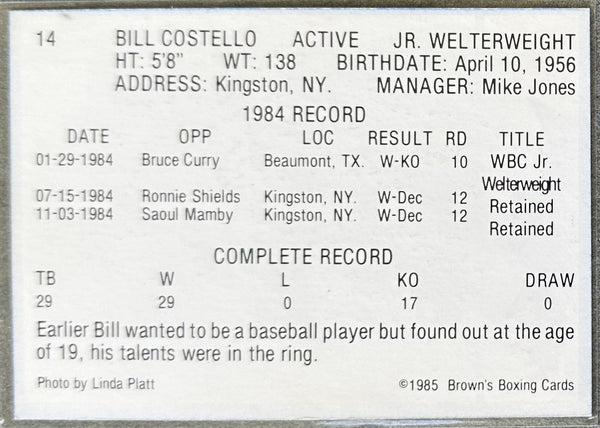 14 BILL COSTELLO ACTIVE JR. WELTERWEIGHT
HT: 5'8" WT: 138 BIRTHDATE: April 10, 1956
ADDRESS: Kingston, NY. MANAGER: Mike Jones
1984 RECORD
DATE OPP LOC RESULT RD TITLE
01-29-1984 Bruce Curry Beaumont, TX. W-KO 10 WBC Jr.
Welterweight
07-15-1984 Ronnie Shields Kingston, NY. W-Dec 12 Retained
11-03-1984 Saoul Mamby Kingston, NY. W-Dec 12 Retained
COMPLETE RECORD
TB W L KO DRAW
29 29 0 17 0
Earlier Bill wanted to be a baseball player but found out at the age
of 19, his talents were in the ring.
Photo by Linda Platt ©1985 Brown's Boxing Cards